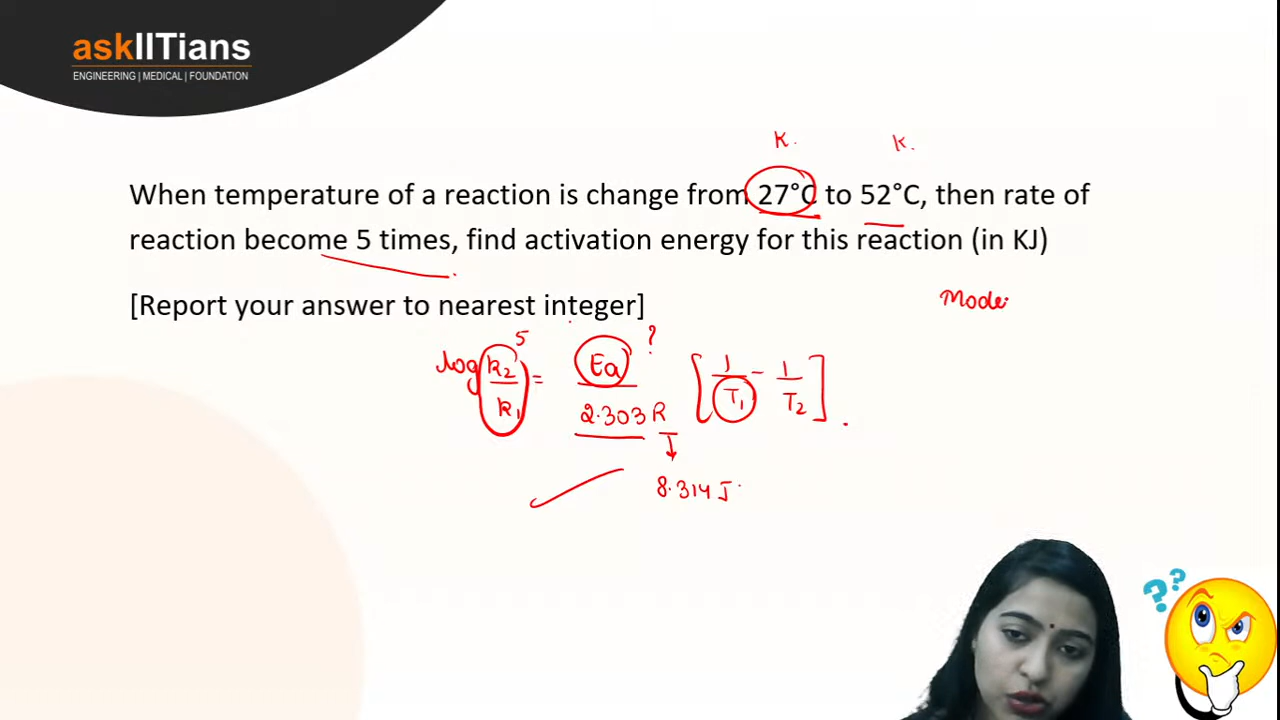 askIITians
ENGINEERING | MEDICAL | FOUNDATION
K. K.
When temperature of a reaction is change from 27°C to 52°C, then rate of
reaction become 5 times, find activation energy for this reaction (in KJ)
[Report your answer to nearest integer]
Mode
log k2/k1 5 = Ea ? / 2.303 R [1/T1 - 1/T2].
8.314 J
? ?